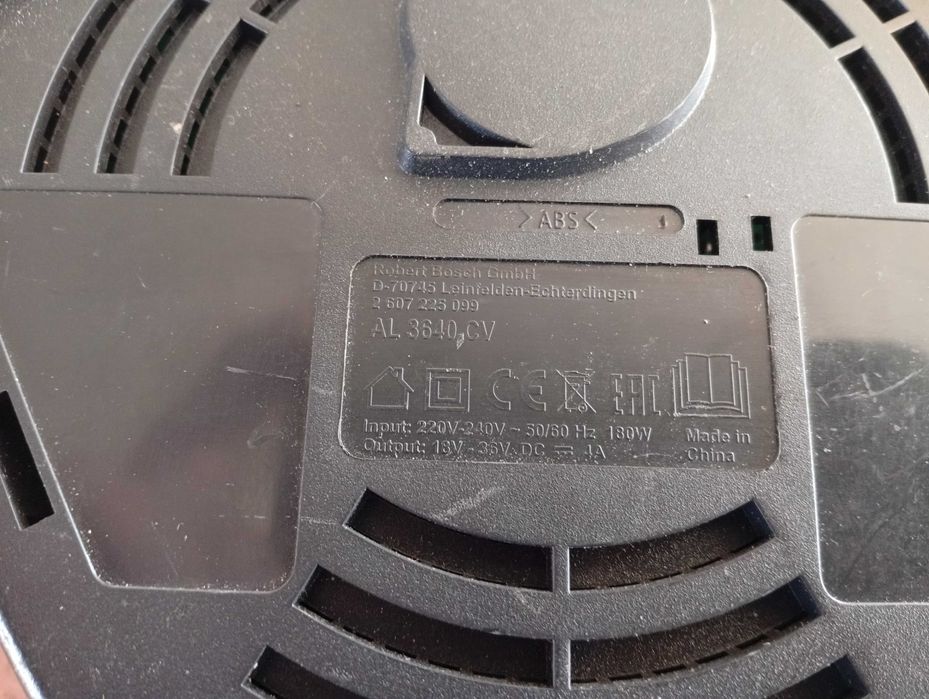 >ABS<
Robert Bosch GmbH
D-70745 Leinfelden-Echterdingen
2 607 225 099
AL 3640 CV
CE EAC
Input: 220V-240V ~ 50/60 Hz 180W
Output: 18V - 36V DC ⎓ 4A
Made in
China